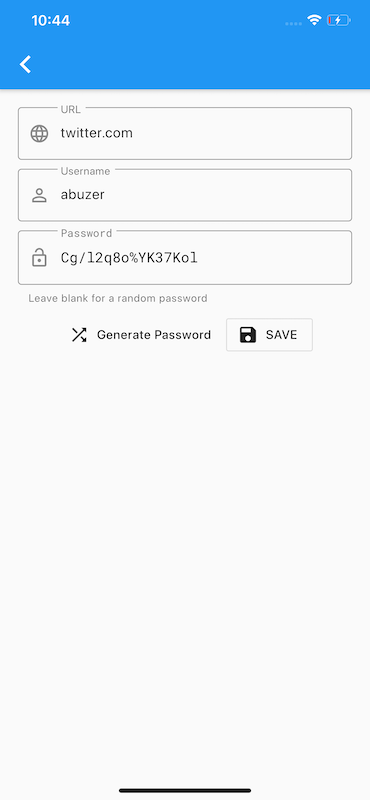 10:44
URL
twitter.com
Username
abuzer
Password
Cg/l2q8o%YK37Kol
Leave blank for a random password
Generate Password
SAVE